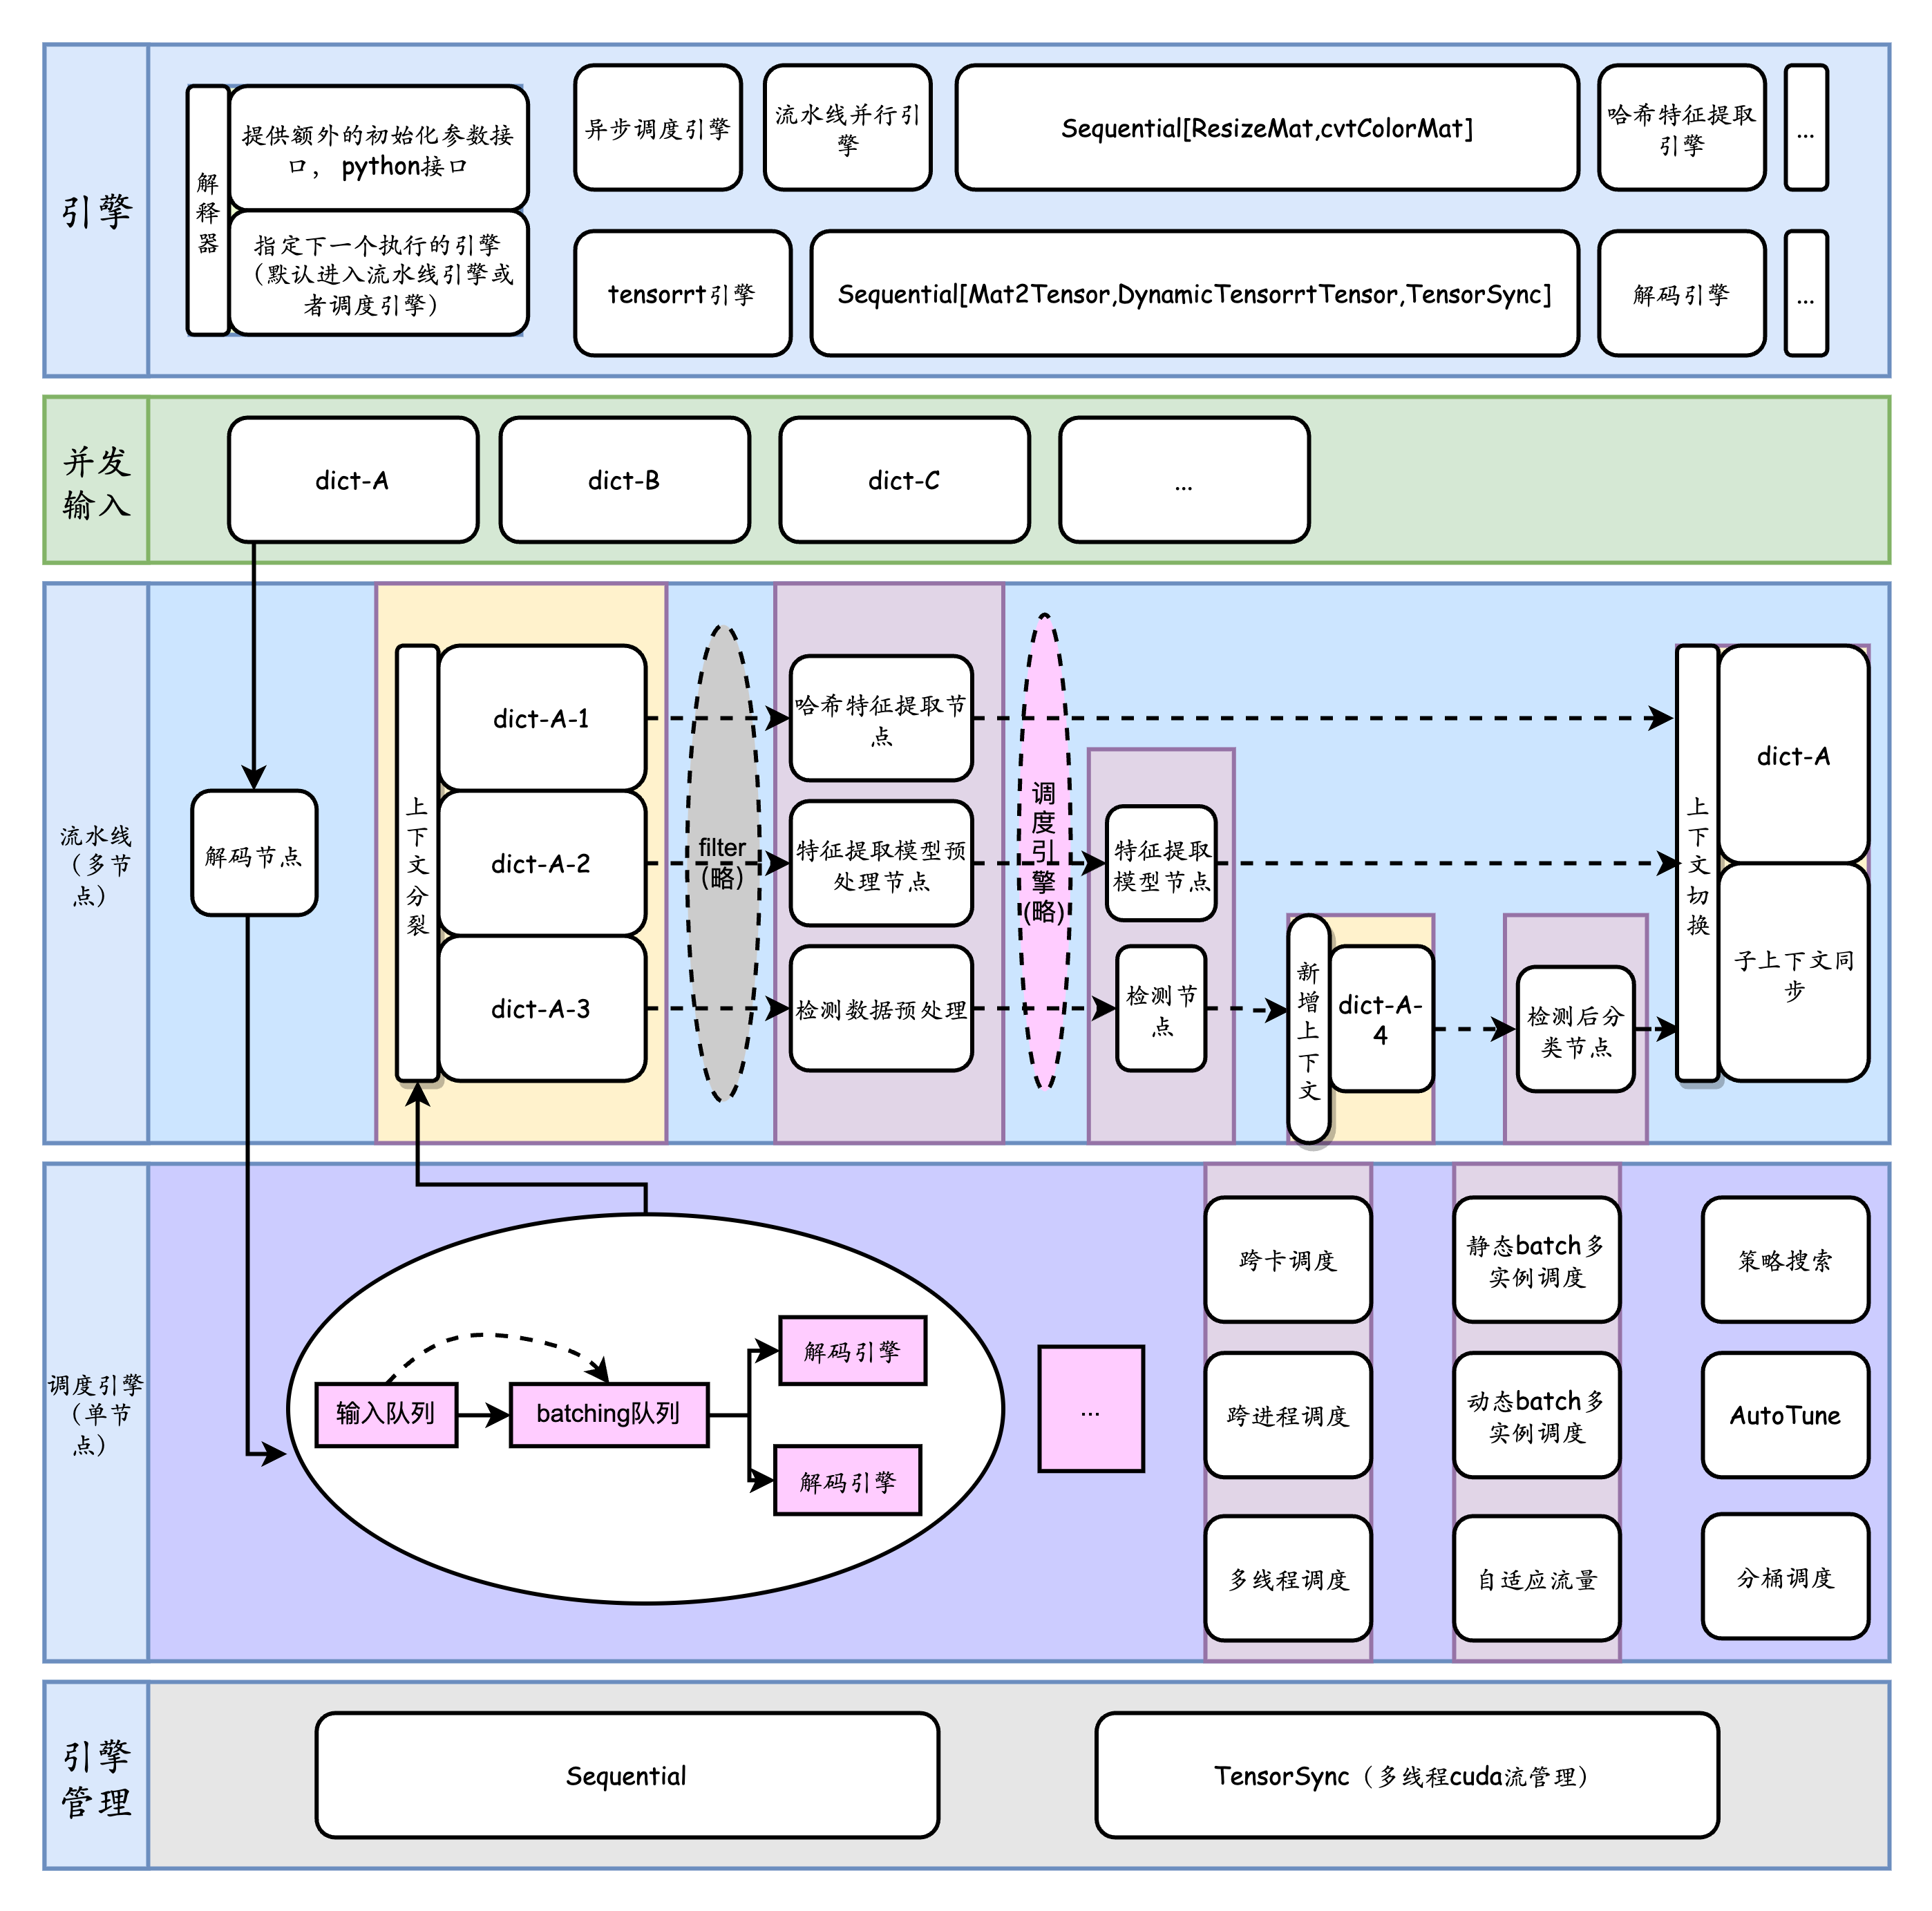 引擎
解
释
器
提供额外的初始化参数接
口， python接口
指定下一个执行的引擎
（默认进入流水线引擎或
者调度引擎）
异步调度引擎
流水线并行引
擎
Sequential[ResizeMat,cvtColorMat]
哈希特征提取
引擎
...
tensorrt引擎
Sequential[Mat2Tensor,DynamicTensorrtTensor,TensorSync]
解码引擎
...
并发
输入
dict-A
dict-B
dict-C
...
流水线
（多节
点）
解码节点
上
下
文
分
裂
dict-A-1
dict-A-2
dict-A-3
filter
(略)
哈希特征提取节
点
特征提取模型预
处理节点
检测数据预处理
调
度
引
擎
(略)
特征提取
模型节点
检测节
点
新
增
上
下
文
dict-A-
4
检测后分
类节点
上
下
文
切
换
dict-A
子上下文同
步
调度引擎
（单节
点）
输入队列
batching队列
解码引擎
解码引擎
...
跨卡调度
跨进程调度
多线程调度
静态batch多
实例调度
动态batch多
实例调度
自适应流量
策略搜索
AutoTune
分桶调度
引擎
管理
Sequential
TensorSync（多线程cuda流管理）